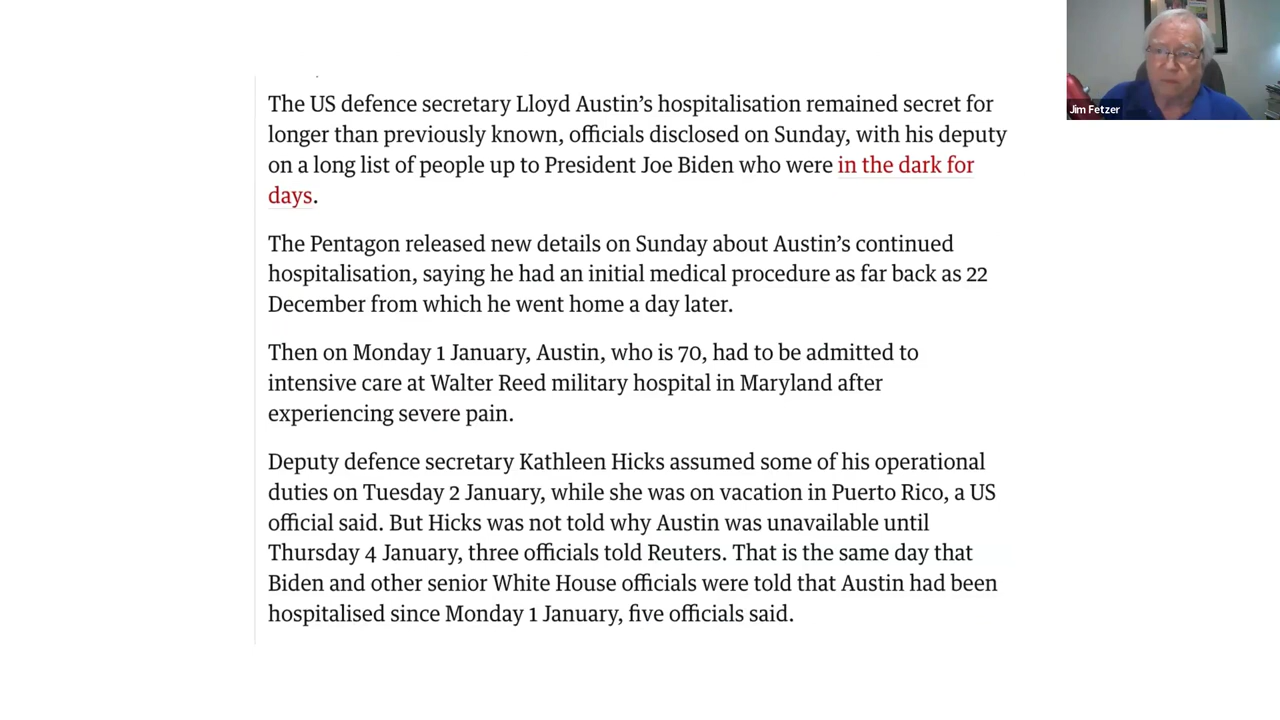 The US defence secretary Lloyd Austin’s hospitalisation remained secret for
longer than previously known, officials disclosed on Sunday, with his deputy
on a long list of people up to President Joe Biden who were in the dark for
days.
The Pentagon released new details on Sunday about Austin’s continued
hospitalisation, saying he had an initial medical procedure as far back as 22
December from which he went home a day later.
Then on Monday 1 January, Austin, who is 70, had to be admitted to
intensive care at Walter Reed military hospital in Maryland after
experiencing severe pain.
Deputy defence secretary Kathleen Hicks assumed some of his operational
duties on Tuesday 2 January, while she was on vacation in Puerto Rico, a US
official said. But Hicks was not told why Austin was unavailable until
Thursday 4 January, three officials told Reuters. That is the same day that
Biden and other senior White House officials were told that Austin had been
hospitalised since Monday 1 January, five officials said.
Jim Fetzer